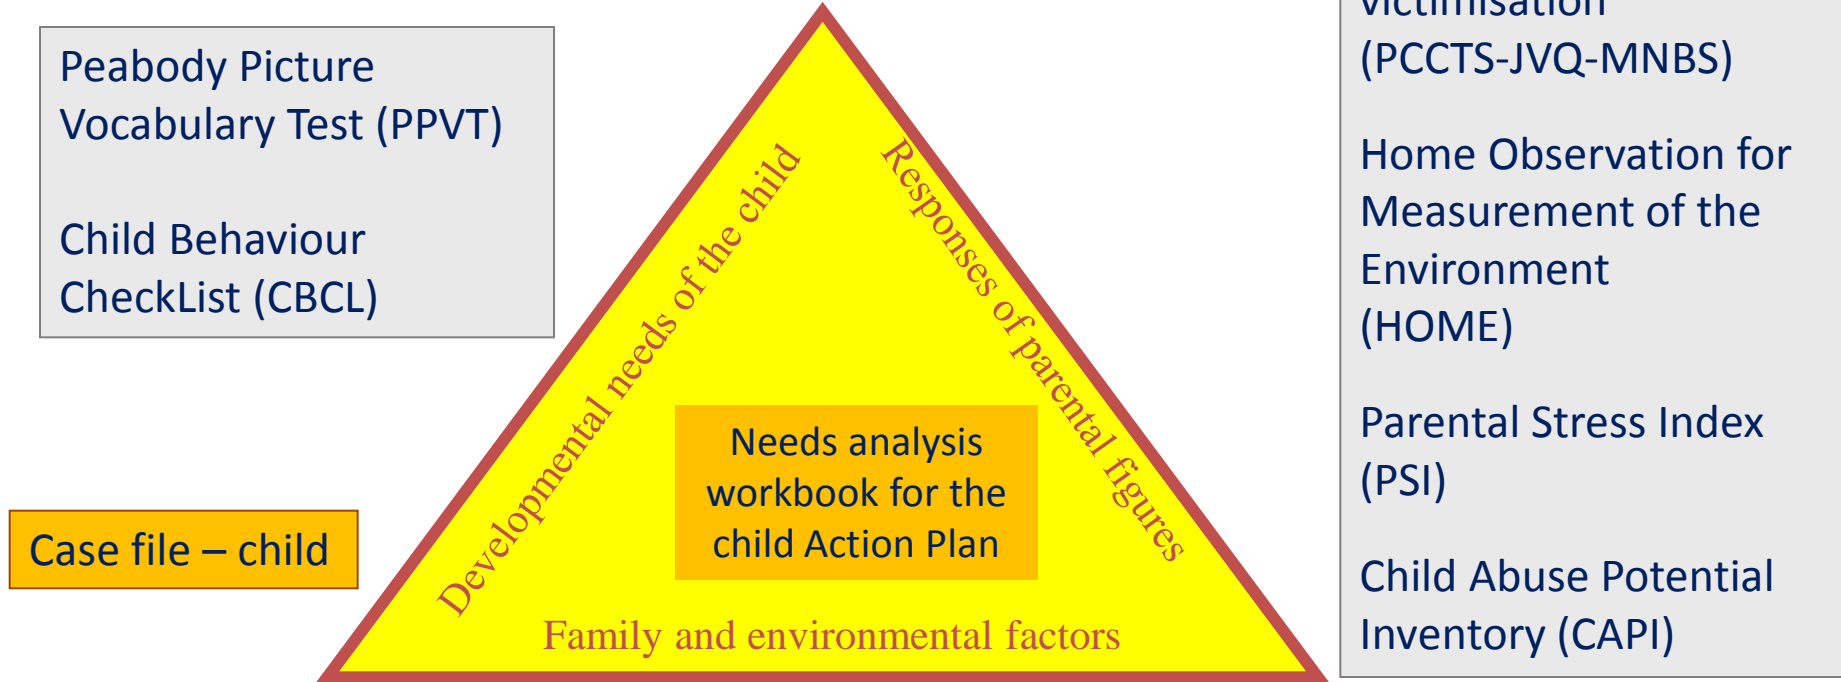 Peabody Picture
Vocabulary Test (PPVT)
Child Behaviour
CheckList (CBCL)
Case file – child
Developmental needs of the child
Responses of parental figures
Needs analysis
workbook for the
child Action Plan
Family and environmental factors
victimisation
(PCCTS-JVQ-MNBS)
Home Observation for
Measurement of the
Environment
(HOME)
Parental Stress Index
(PSI)
Child Abuse Potential
Inventory (CAPI)